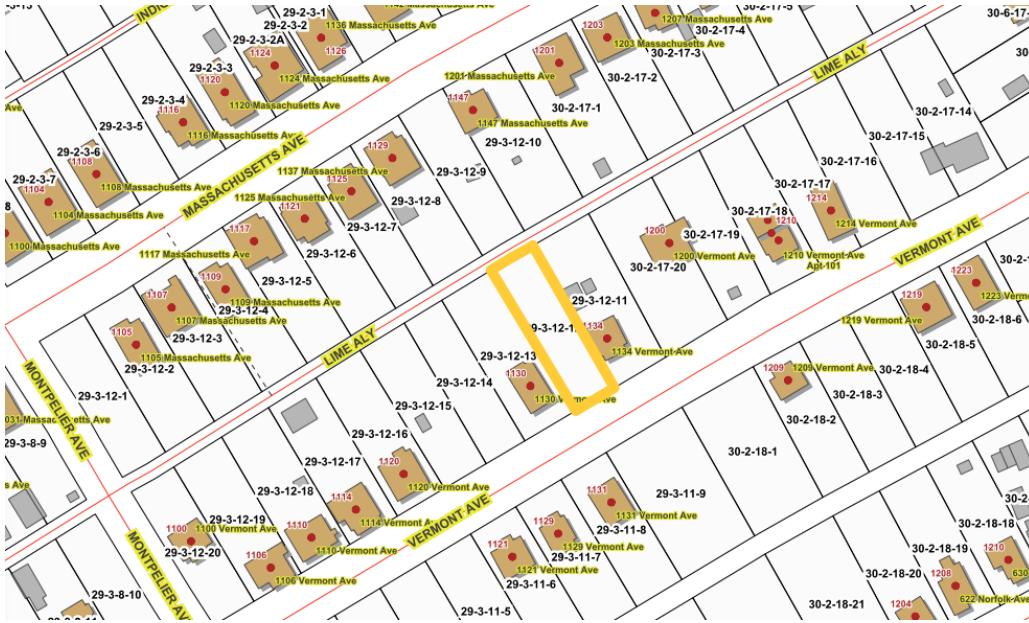 29-2-3-1
1136 Massachusetts Ave
29-2-3-2
1126
29-2-3-2A
1124
1124 Massachusetts Ave
29-2-3-3
1120
1120 Massachusetts Ave
29-2-3-4
1116
1116 Massachusetts Ave
29-2-3-5
29-2-3-6
1108
1108 Massachusetts Ave
29-2-3-7
1104
1104 Massachusetts Ave
1100 Massachusetts Ave
MASSACHUSETTS AVE
1203
1203 Massachusetts Ave
1207 Massachusetts Ave
30-2-17-4
30-2-17-3
30-2-17-2
1201
1201 Massachusetts Ave
30-2-17-1
1147
1147 Massachusetts Ave
29-3-12-10
29-3-12-9
1129
1137 Massachusetts Ave
29-3-12-8
1125
1125 Massachusetts Ave
29-3-12-7
1121
29-3-12-6
1117
1117 Massachusetts Ave
29-3-12-5
1109
1109 Massachusetts Ave
29-3-12-4
1107
1107 Massachusetts Ave
29-3-12-3
1105
1105 Massachusetts Ave
29-3-12-2
29-3-12-1
LIME ALY
LIME ALY
30-2-17-14
30-2-17-15
30-2-17-16
30-2-17-17
1214
1214 Vermont Ave
30-2-17-18
1210
1210 Vermont Ave
Apt-101
30-2-17-19
1200
1200 Vermont Ave
30-2-17-20
VERMONT AVE
29-3-12-11
1134
1134 Vermont Ave
29-3-12-13
1130
1130 Vermont Ave
29-3-12-14
29-3-12-15
29-3-12-16
1120
1120 Vermont Ave
29-3-12-17
1114
1114 Vermont Ave
29-3-12-18
1110
1110 Vermont Ave
29-3-12-19
1106
1106 Vermont Ave
1100
1100 Vermont Ave
29-3-12-20
VERMONT AVE
MONTPELIER AVE
MONTPELIER AVE
29-3-8-10
1223
30-2-18-6
1219
1219 Vermont Ave
30-2-18-5
30-2-18-4
1209
1209 Vermont Ave
30-2-18-3
30-2-18-2
30-2-18-1
29-3-11-9
1131
1131 Vermont Ave
29-3-11-8
1129
1129 Vermont Ave
29-3-11-7
1121
1121 Vermont Ave
29-3-11-6
29-3-11-5
30-2-18-18
1210
30-2-18-19
1208
622 Norfolk Ave
30-2-18-20
1204
30-2-18-21